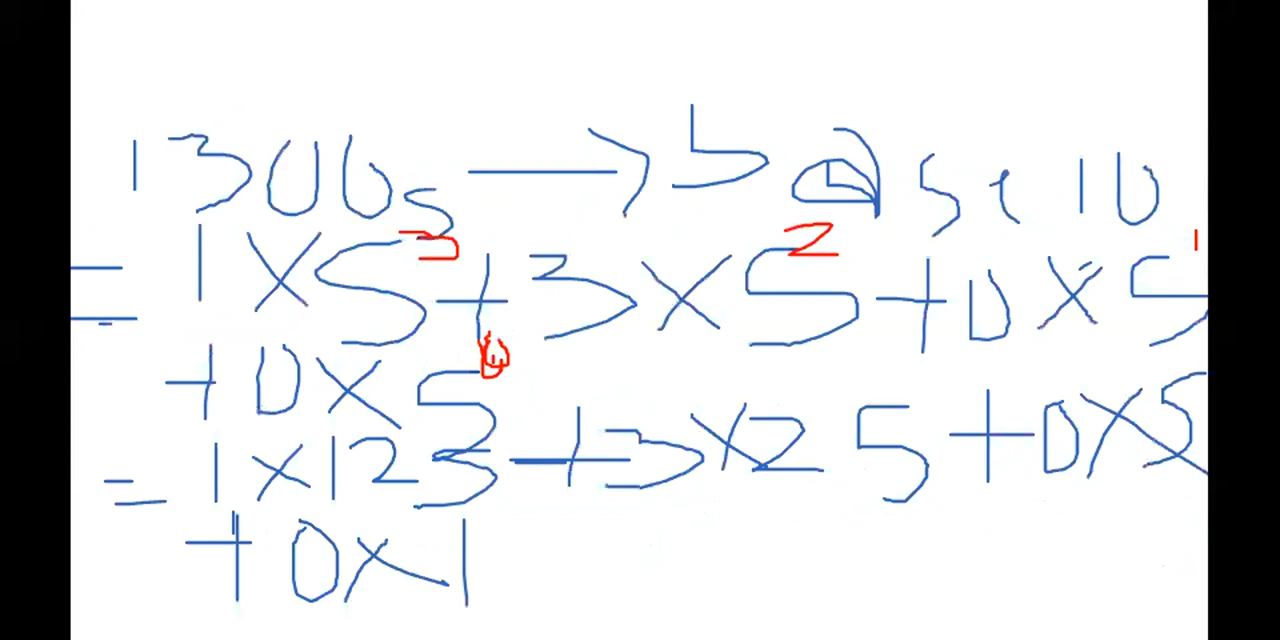 1300₅ → base 10
= 1 × 5³ + 3 × 5² + 0 × 5¹
+ 0 × 5⁰
= 1 × 125 + 3 × 25 + 0 × 5
+ 0 × 1